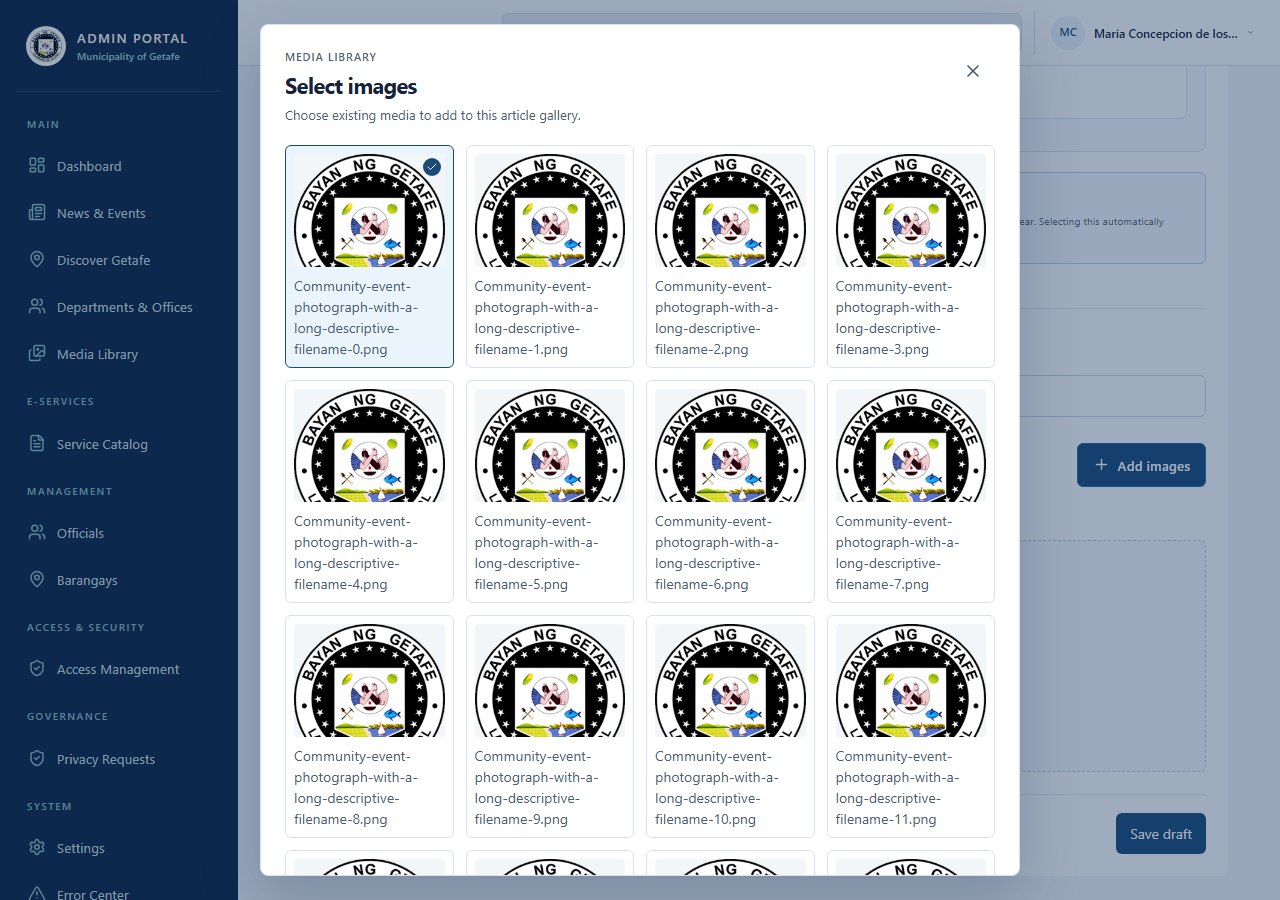 ADMIN PORTAL
Municipality of Getafe
MAIN
Dashboard
News & Events
Discover Getafe
Departments & Offices
Media Library
E-SERVICES
Service Catalog
MANAGEMENT
Officials
Barangays
ACCESS & SECURITY
Access Management
GOVERNANCE
Privacy Requests
SYSTEM
Settings
Error Center
MC
Maria Concepcion de los...
ear. Selecting this automatically
Add images
Save draft
MEDIA LIBRARY
Select images
Choose existing media to add to this article gallery.
BAYAN NG GETAFE
Community-event-
photograph-with-a-
long-descriptive-
filename-0.png
BAYAN NG GETAFE
Community-event-
photograph-with-a-
long-descriptive-
filename-1.png
BAYAN NG GETAFE
Community-event-
photograph-with-a-
long-descriptive-
filename-2.png
BAYAN NG GETAFE
Community-event-
photograph-with-a-
long-descriptive-
filename-3.png
BAYAN NG GETAFE
Community-event-
photograph-with-a-
long-descriptive-
filename-4.png
BAYAN NG GETAFE
Community-event-
photograph-with-a-
long-descriptive-
filename-5.png
BAYAN NG GETAFE
Community-event-
photograph-with-a-
long-descriptive-
filename-6.png
BAYAN NG GETAFE
Community-event-
photograph-with-a-
long-descriptive-
filename-7.png
BAYAN NG GETAFE
Community-event-
photograph-with-a-
long-descriptive-
filename-8.png
BAYAN NG GETAFE
Community-event-
photograph-with-a-
long-descriptive-
filename-9.png
BAYAN NG GETAFE
Community-event-
photograph-with-a-
long-descriptive-
filename-10.png
BAYAN NG GETAFE
Community-event-
photograph-with-a-
long-descriptive-
filename-11.png